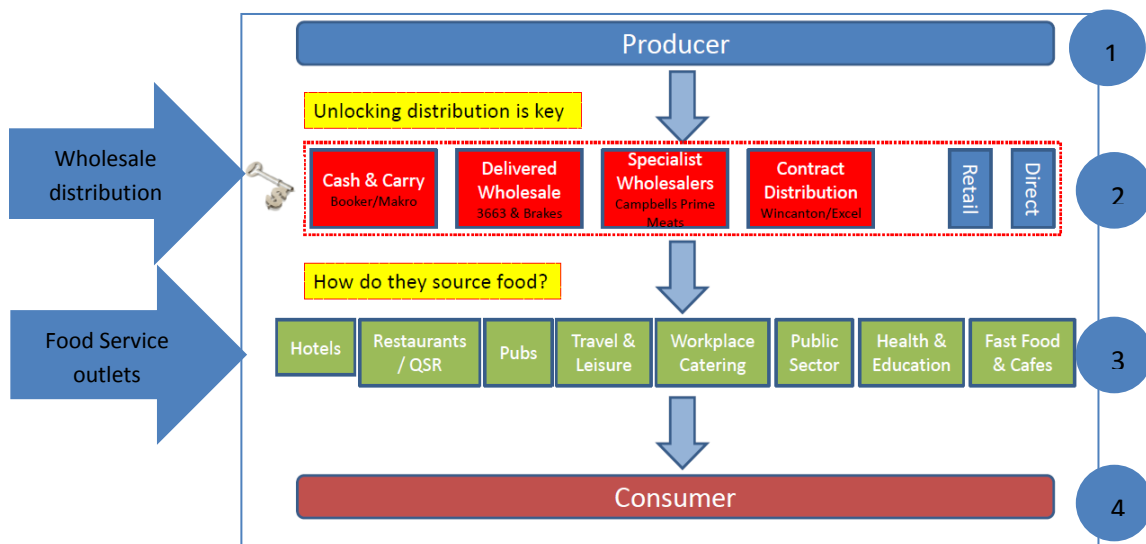 Producer
1
Unlocking distribution is key
Wholesale
distribution
Cash & Carry
Booker/Makro
Delivered
Wholesale
3663 & Brakes
Specialist
Wholesalers
Campbells Prime
Meats
Contract
Distribution
Wincanton/Excel
Retail
Direct
2
$
How do they source food?
Food Service
outlets
Hotels
Restaurants
/ QSR
Pubs
Travel &
Leisure
Workplace
Catering
Public
Sector
Health &
Education
Fast Food
& Cafes
3
Consumer
4